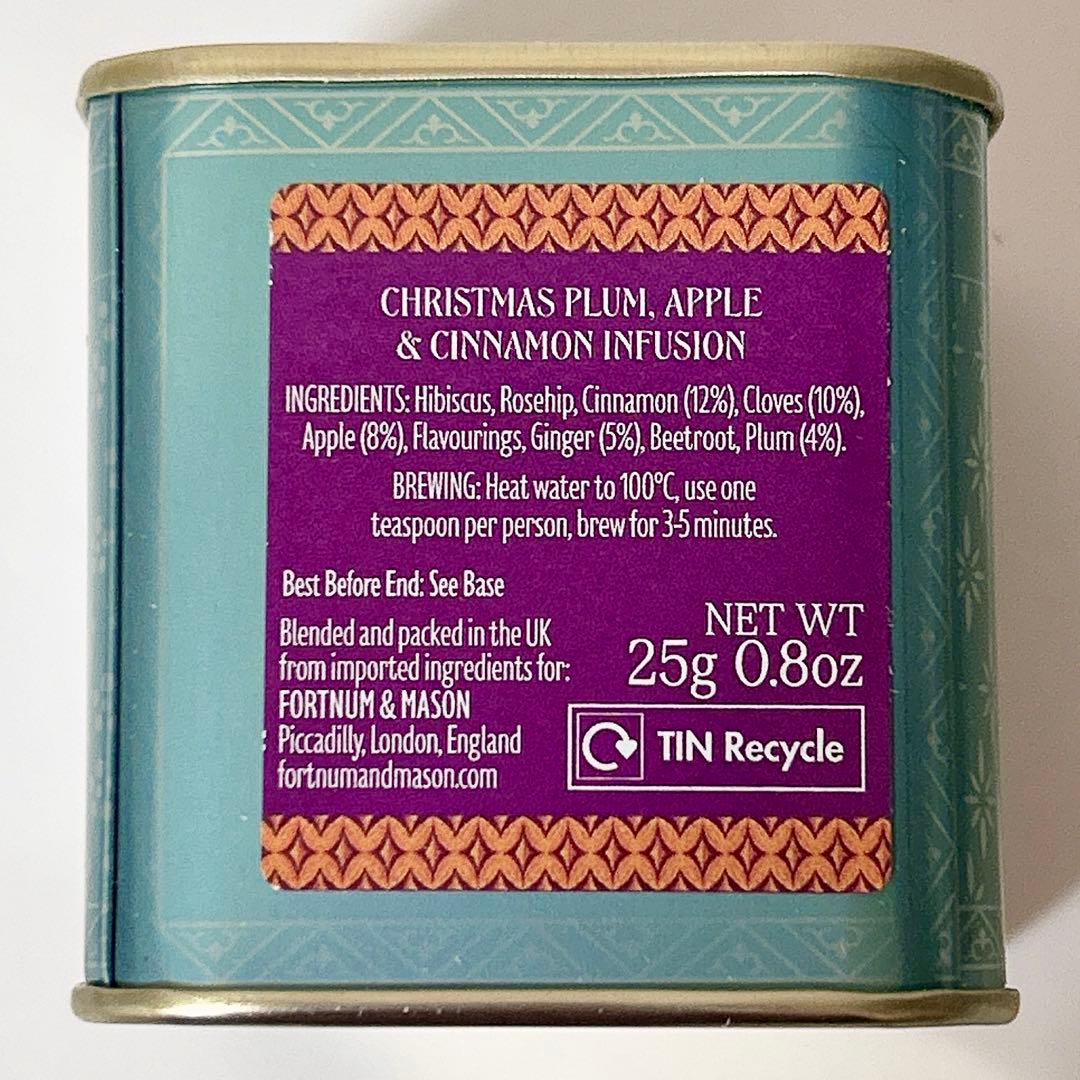 CHRISTMAS PLUM, APPLE
& CINNAMON INFUSION
INGREDIENTS: Hibiscus, Rosehip, Cinnamon (12%), Cloves (10%),
Apple (8%), Flavourings, Ginger (5%), Beetroot, Plum (4%).
BREWING: Heat water to 100°C, use one
teaspoon per person, brew for 3-5 minutes.
Best Before End: See Base
Blended and packed in the UK
from imported ingredients for:
FORTNUM & MASON
Piccadilly, London, England
fortnumandmason.com
NET WT
25g 0.8oz
TIN Recycle